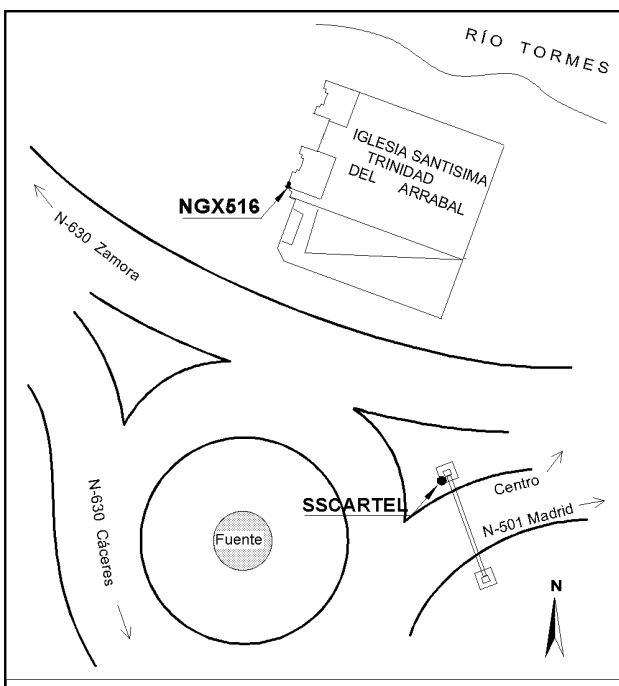 RÍO TORMES
IGLESIA SANTISIMA
TRINIDAD
DEL ARRABAL
NGX516
N-630 Zamora
SSCARTEL
Centro
N-501 Madrid
N-630 Cáceres
Fuente
N